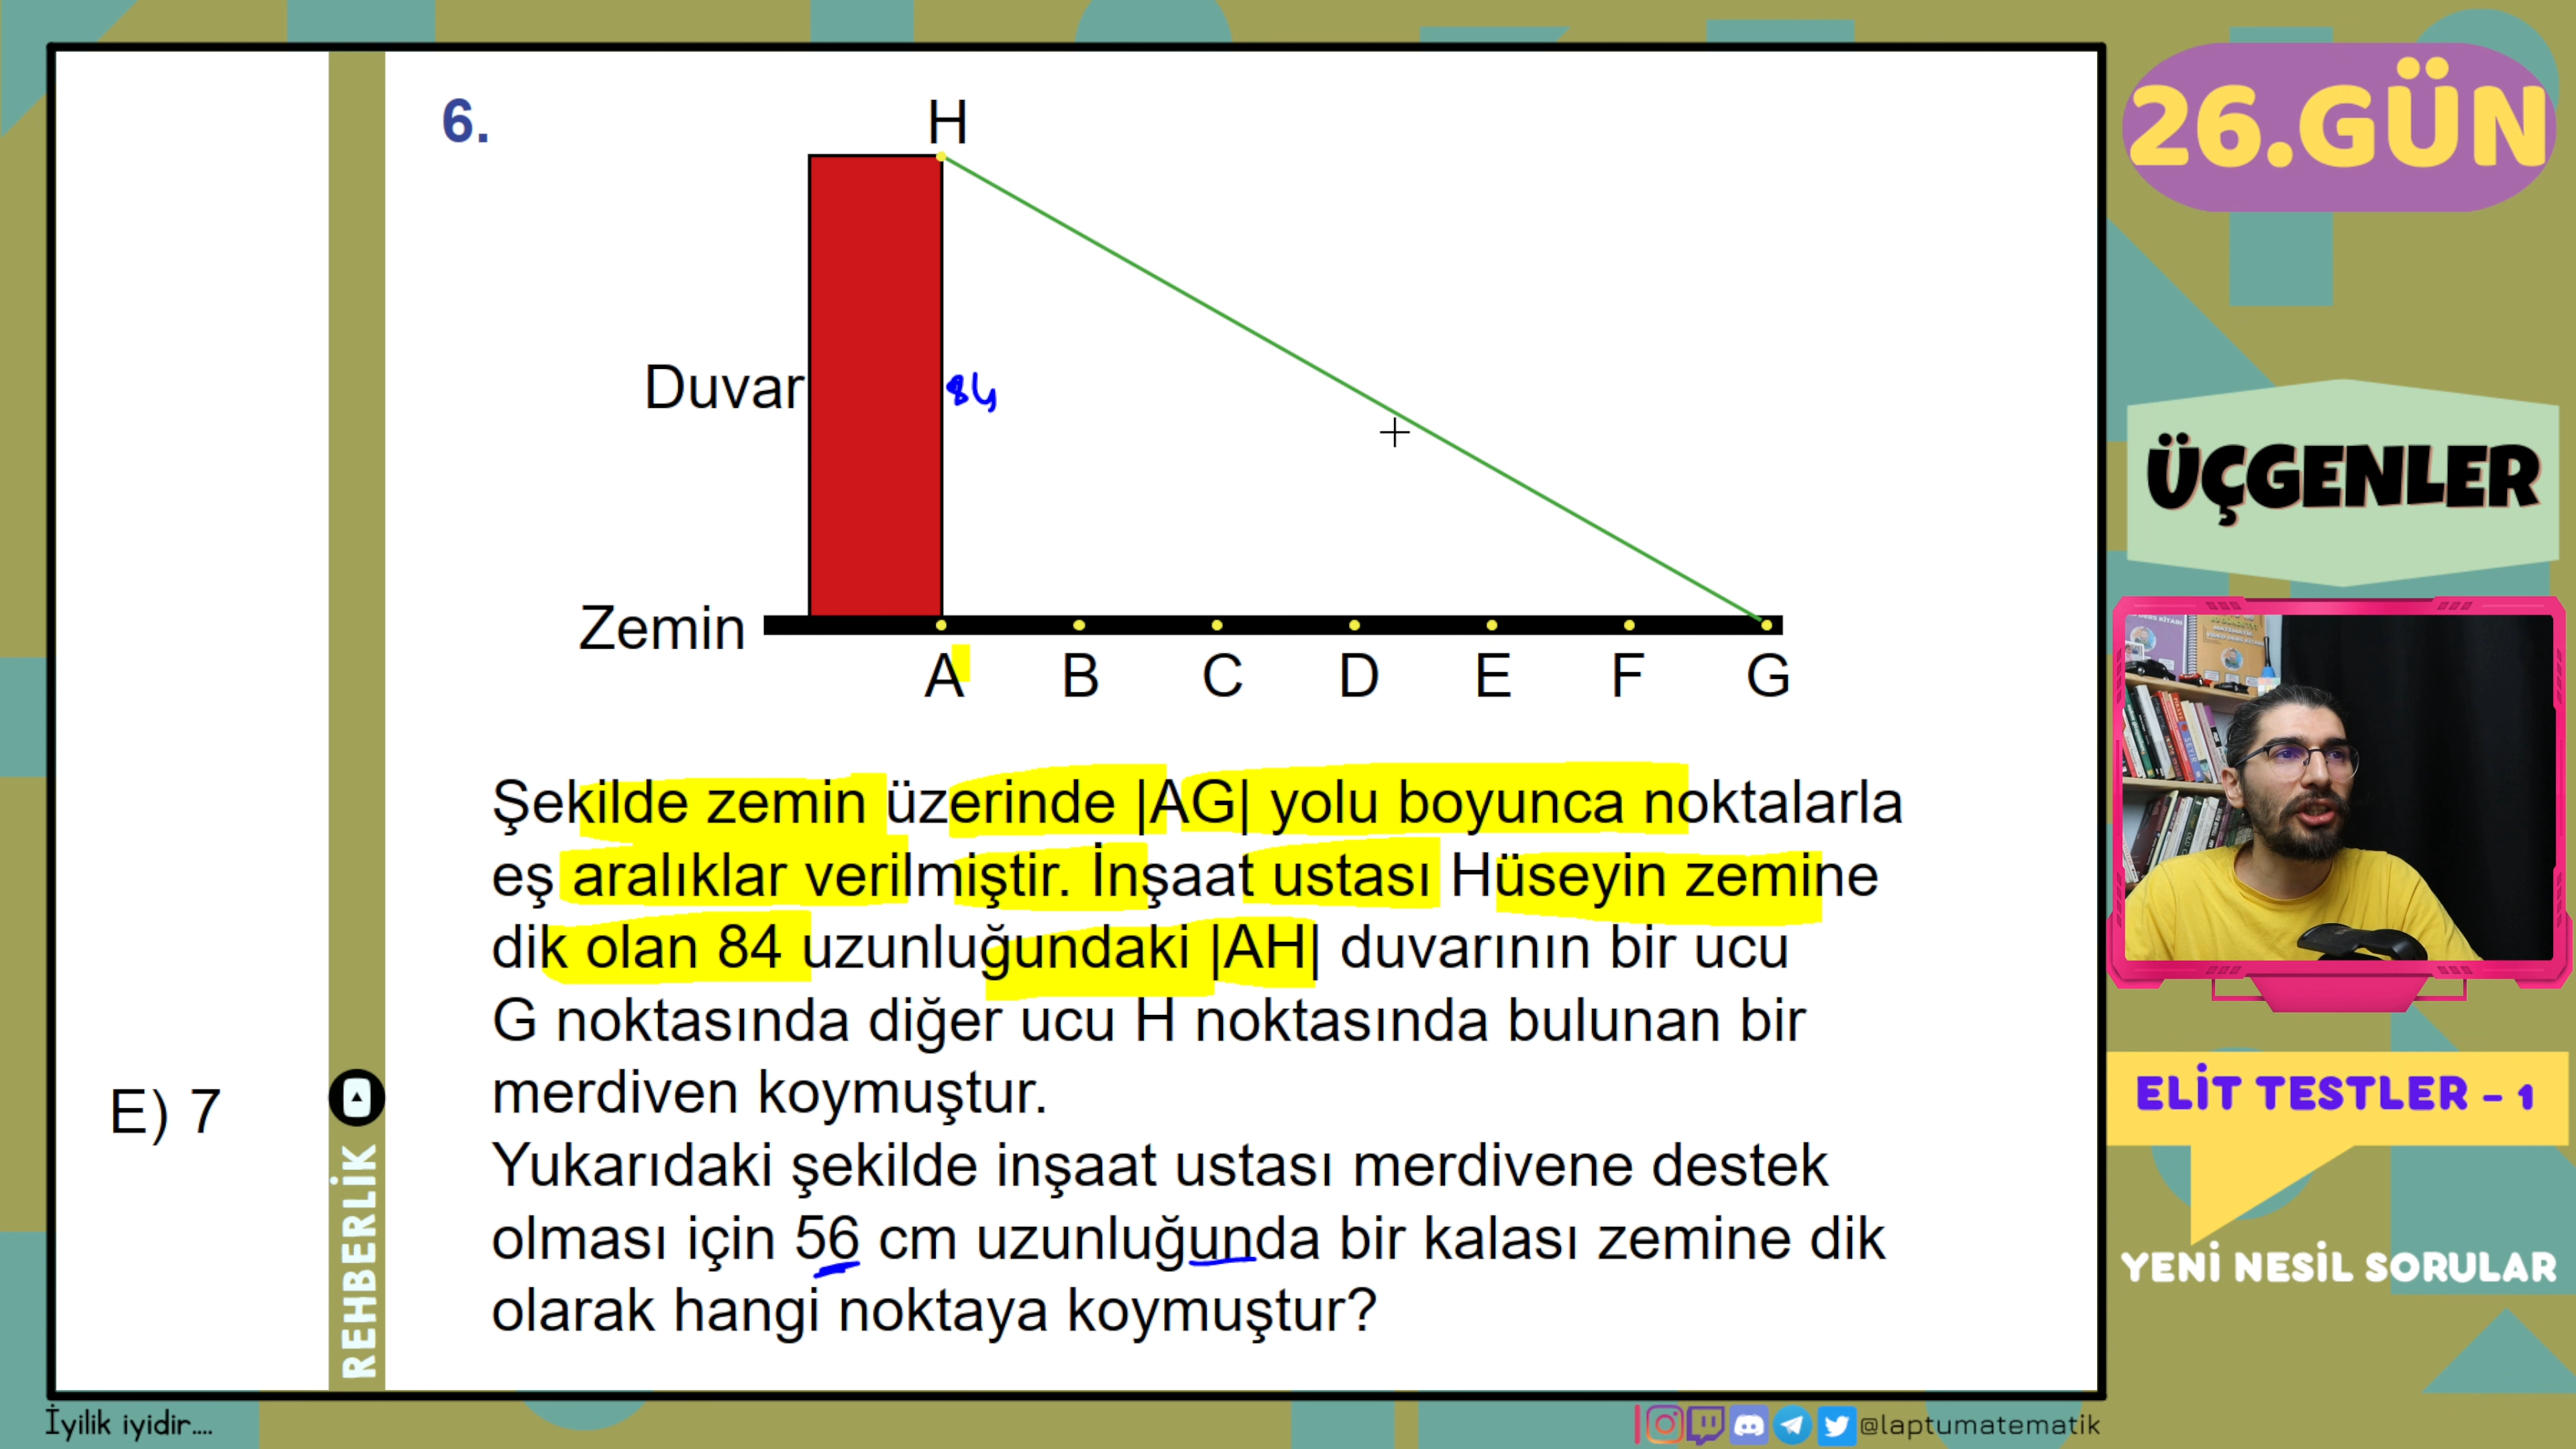 26.GÜN
6.
H
Duvar
84
Zemin
A B C D E F G
ÜÇGENLER
Şekilde zemin üzerinde |AG| yolu boyunca noktalarla
eş aralıklar verilmiştir. İnşaat ustası Hüseyin zemine
dik olan 84 uzunluğundaki |AH| duvarının bir ucu
G noktasında diğer ucu H noktasında bulunan bir
merdiven koymuştur.
Yukarıdaki şekilde inşaat ustası merdivene destek
olması için 56 cm uzunluğunda bir kalası zemine dik
olarak hangi noktaya koymuştur?
E) 7
REHBERLİK
ELİT TESTLER - 1
YENİ NESİL SORULAR
İyilik iyidir....
@laptumatematik